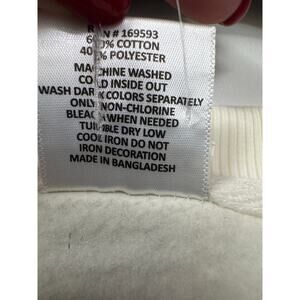 # 169593
COTTON
POLYESTER
MACHINE WASHED
COLD INSIDE OUT
WASH DARK COLORS SEPARATELY
ONLY NON-CHLORINE
BLEACH WHEN NEEDED
TUMBLE DRY LOW
COOL IRON DO NOT
IRON DECORATION
MADE IN BANGLADESH